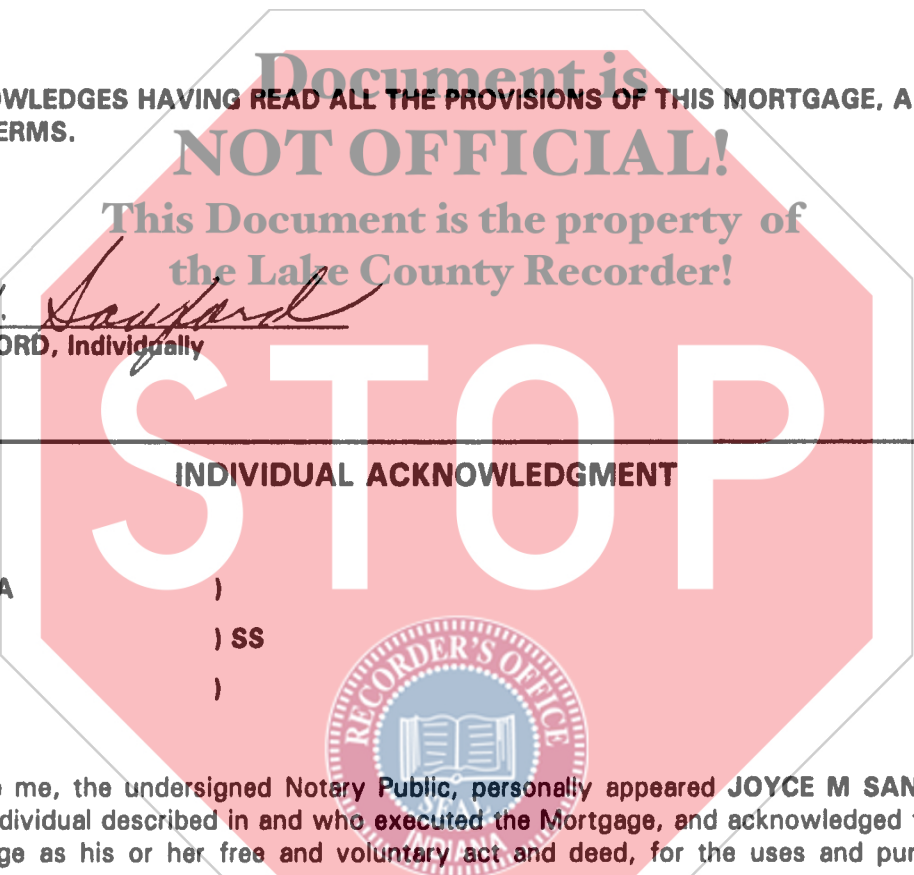 Document is
OWLEDGES HAVING READ ALL THE PROVISIONS OF THIS MORTGAGE, A
ERMS.
NOT OFFICIAL!
This Document is the property of
the Lake County Recorder!
Sanford
ORD, Individually
STOP
INDIVIDUAL ACKNOWLEDGMENT
A )
) SS
)
RECORDER'S OFFICE
e me, the undersigned Notary Public, personally appeared JOYCE M SAN
dividual described in and who executed the Mortgage, and acknowledged t
SEAL
ge as his or her free and voluntary act and deed, for the uses and pur
INDIANA